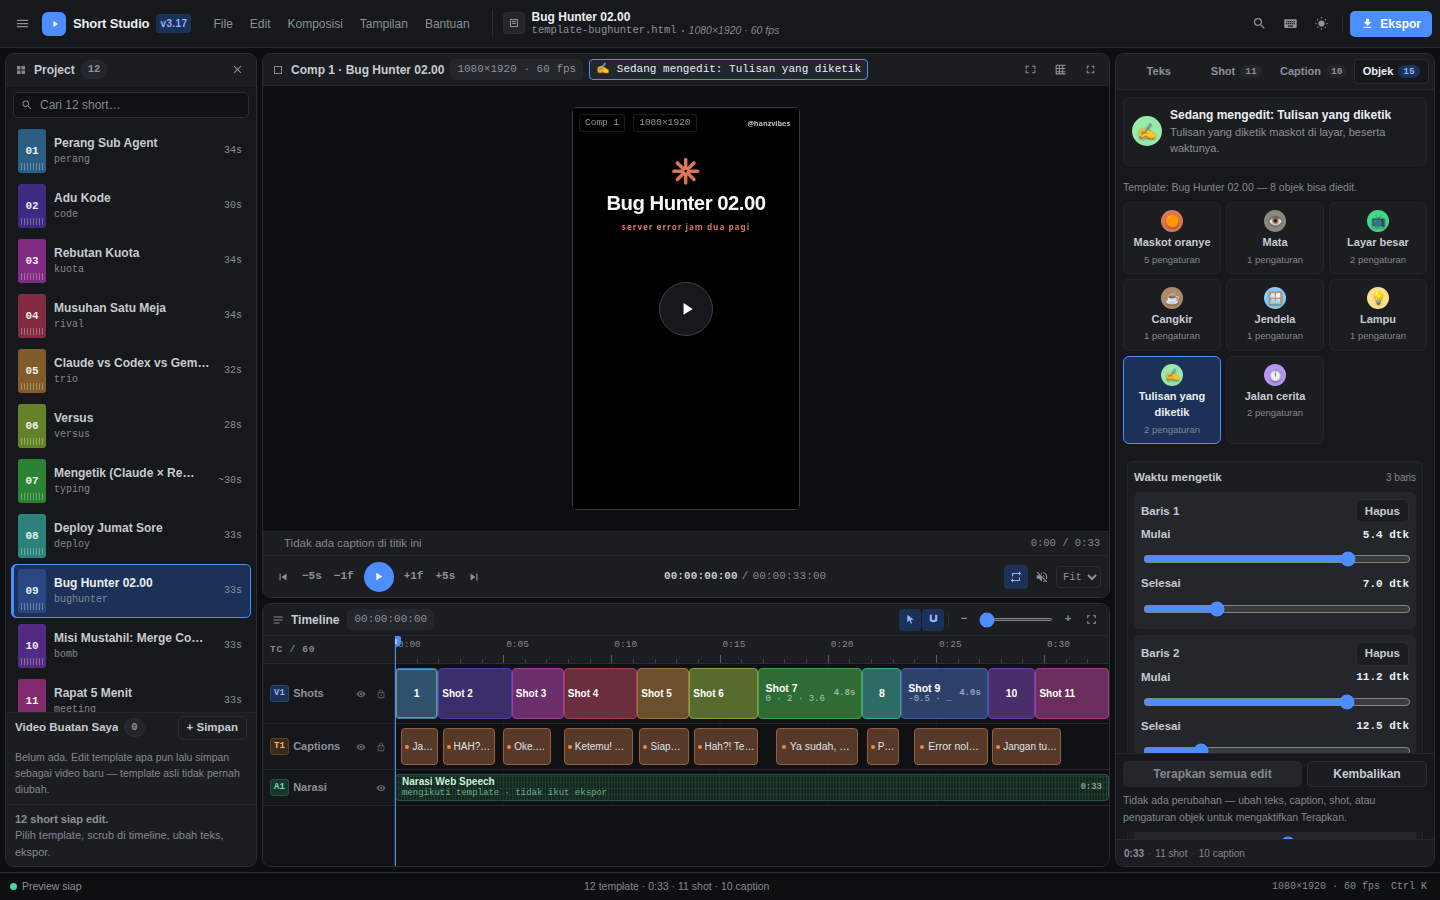 Short Studio v3.17 File Edit Komposisi Tampilan Bantuan
Bug Hunter 02.00
template-bughunter.html · 1080×1920 · 60 fps
Ekspor
Project 12
Cari 12 short…
01 Perang Sub Agent perang 34s
02 Adu Kode code 30s
03 Rebutan Kuota kuota 34s
04 Musuhan Satu Meja rival 34s
05 Claude vs Codex vs Gem… trio 32s
06 Versus versus 28s
07 Mengetik (Claude × Re… typing ~30s
08 Deploy Jumat Sore deploy 33s
09 Bug Hunter 02.00 bughunter 33s
10 Misi Mustahil: Merge Co… bomb 33s
11 Rapat 5 Menit meeting 33s
Video Buatan Saya 0 + Simpan
Belum ada. Edit template apa pun lalu simpan
sebagai video baru — template asli tidak pernah
diubah.
12 short siap edit.
Pilih template, scrub di timeline, ubah teks,
ekspor.
Comp 1 · Bug Hunter 02.00 1080×1920 · 60 fps ✍️ Sedang mengedit: Tulisan yang diketik
Comp 1 1080×1920 @hanzvibes
Bug Hunter 02.00
server error jam dua pagi
Tidak ada caption di titik ini 0:00 / 0:33
−5s −1f +1f +5s 00:00:00:00 / 00:00:33:00 Fit
Timeline 00:00:00:00 − +
TC / 60 0:00 0:05 0:10 0:15 0:20 0:25 0:30
V1 Shots 1 Shot 2 Shot 3 Shot 4 Shot 5 Shot 6 Shot 7 0 · 2 · 3.6 4.8s 8 Shot 9 -0.5 · … 4.0s 10 Shot 11
T1 Captions Ja… HAH?… Oke.… Ketemu! … Siap… Hah?! Te… Ya sudah, … P… Error nol… Jangan tu…
A1 Narasi Narasi Web Speech
mengikuti template · tidak ikut ekspor 0:33
Teks Shot 11 Caption 10 Objek 15
Sedang mengedit: Tulisan yang diketik
Tulisan yang diketik maskot di layar, beserta
waktunya.
Template: Bug Hunter 02.00 — 8 objek bisa diedit.
Maskot oranye Mata Layar besar
5 pengaturan 1 pengaturan 2 pengaturan
Cangkir Jendela Lampu
1 pengaturan 1 pengaturan 1 pengaturan
Tulisan yang diketik Jalan cerita
2 pengaturan 2 pengaturan
Waktu mengetik 3 baris
Baris 1 Hapus
Mulai 5.4 dtk
Selesai 7.0 dtk
Baris 2 Hapus
Mulai 11.2 dtk
Selesai 12.5 dtk
Terapkan semua edit Kembalikan
Tidak ada perubahan — ubah teks, caption, shot, atau
pengaturan objek untuk mengaktifkan Terapkan.
0:33 · 11 shot · 10 caption
Preview siap 12 template · 0:33 · 11 shot · 10 caption 1080×1920 · 60 fps Ctrl K